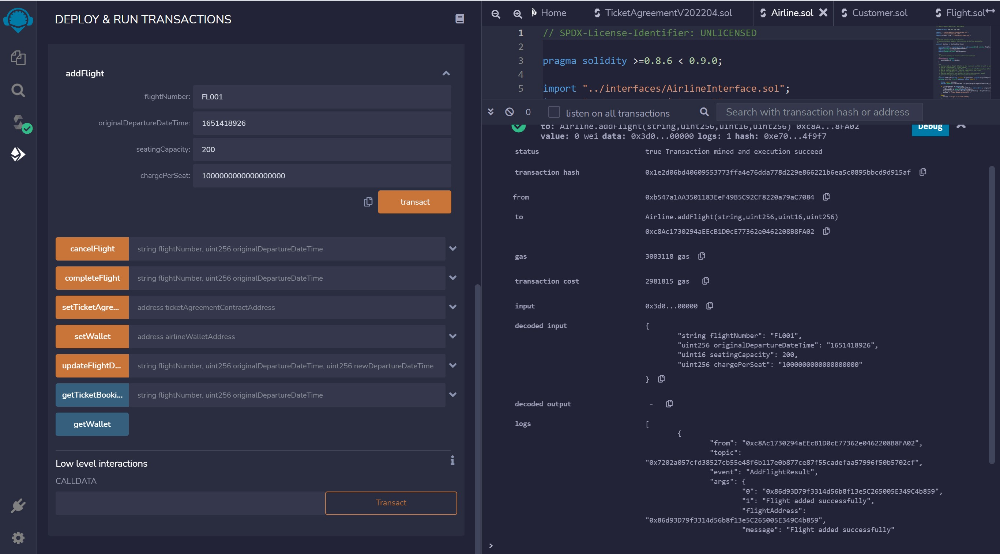 DEPLOY & RUN TRANSACTIONS
addFlight
flightNumber: FL001
originalDepartureDateTime: 1651418926
seatingCapacity: 200
chargePerSeat: 1000000000000000000
transact
cancelFlight string flightNumber, uint256 originalDepartureDateTime
completeFlight string flightNumber, uint256 originalDepartureDateTime
setTicketAgre... address ticketAgreementContractAddress
setWallet address airlineWalletAddress
updateFlightD... string flightNumber, uint256 originalDepartureDateTime, uint256 newDepartureDateTime
getTicketBooki... string flightNumber, uint256 originalDepartureDateTime
getWallet
Low level interactions
CALLDATA
Transact
Home TicketAgreementV202204.sol Airline.sol Customer.sol Flight.sol
1 // SPDX-License-Identifier: UNLICENSED
2
3 pragma solidity >=0.8.6 < 0.9.0;
4
5 import "../interfaces/AirlineInterface.sol";
0 listen on all transactions Search with transaction hash or address
to: Airline.addFlight(string,uint256,uint16,uint256) 0xc8A...8FA02 Debug
value: 0 wei data: 0x3d0...00000 logs: 1 hash: 0xe70...4f9f7
status true Transaction mined and execution succeed
transaction hash 0x1e2d06bd40609553773ffa4e76dda778d229e866221b6ea5c0895bbcd9d915af
from 0xb547a1AA3501183EeF49B5C92CF8220a79aC7084
to Airline.addFlight(string,uint256,uint16,uint256)
0xc8Ac1730294aEEcB1D0cE77362e0462208B8FA02
gas 3003118 gas
transaction cost 2981815 gas
input 0x3d0...00000
decoded input {
"string flightNumber": "FL001",
"uint256 originalDepartureDateTime": "1651418926",
"uint16 seatingCapacity": 200,
"uint256 chargePerSeat": "1000000000000000000"
}
decoded output -
logs [
{
"from": "0xc8Ac1730294aEEcB1D0cE77362e0462208B8FA02",
"topic":
"0x7202a057cfd38527cb55e48f6b117e0b877ce87f55cadefaa57996f50b5702cf",
"event": "AddFlightResult",
"args": {
"0": "0x86d93D79f3314d56b8f13e5C265005E349C4b859",
"1": "Flight added successfully",
"flightAddress":
"0x86d93D79f3314d56b8f13e5C265005E349C4b859",
"message": "Flight added successfully"
>